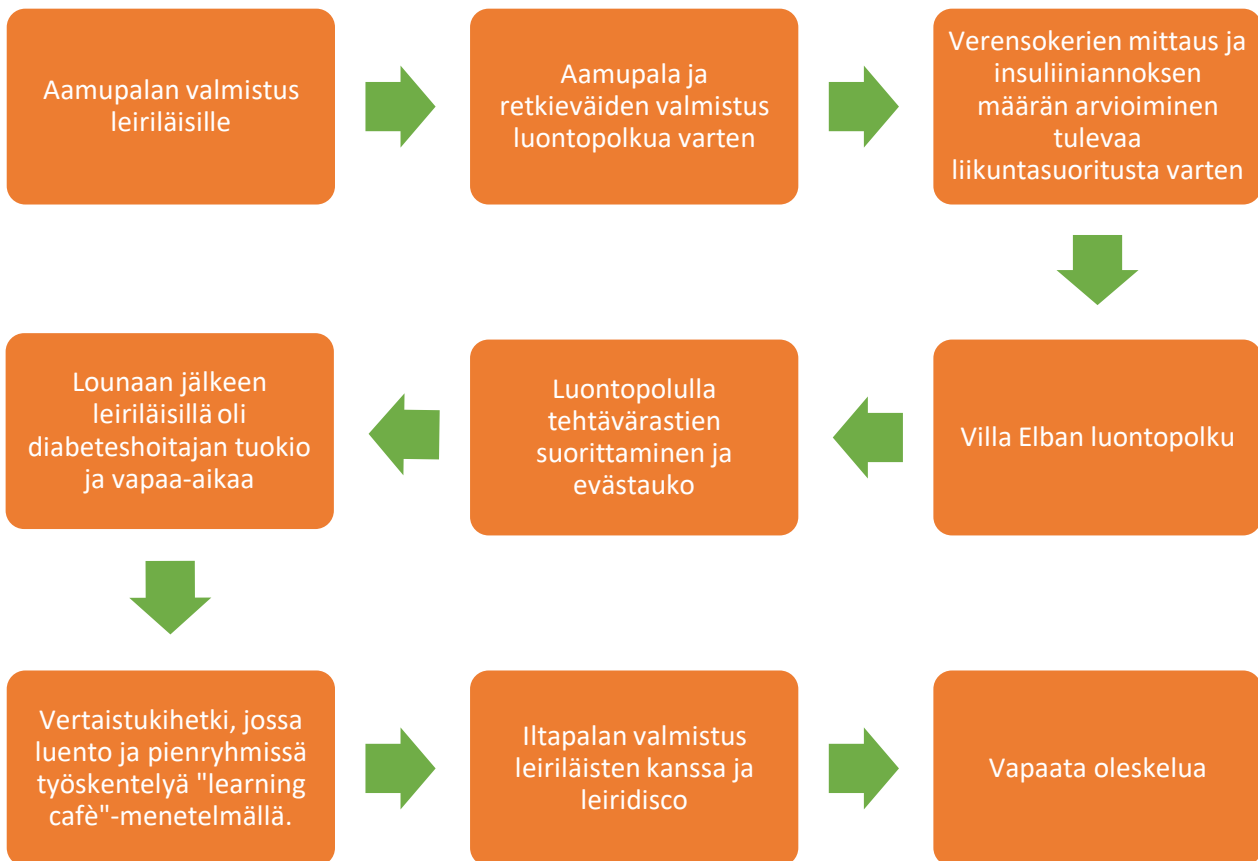 Aamupalan valmistus
leiriläisille
Aamupala ja
retkieväiden valmistus
luontopolkua varten
Verensokerien mittaus ja
insuliiniannoksen
määrän arvioiminen
tulevaa
liikuntasuoritusta varten
Villa Elban luontopolku
Luontopolulla
tehtävärastien
suorittaminen ja
evästauko
Lounaan jälkeen
leiriläisillä oli
diabeteshoitajan tuokio
ja vapaa-aikaa
Vertaistukihetki, jossa
luento ja pienryhmissä
työskentelyä "learning
cafè"-menetelmällä.
Iltapalan valmistus
leiriläisten kanssa ja
leiridisco
Vapaata oleskelua